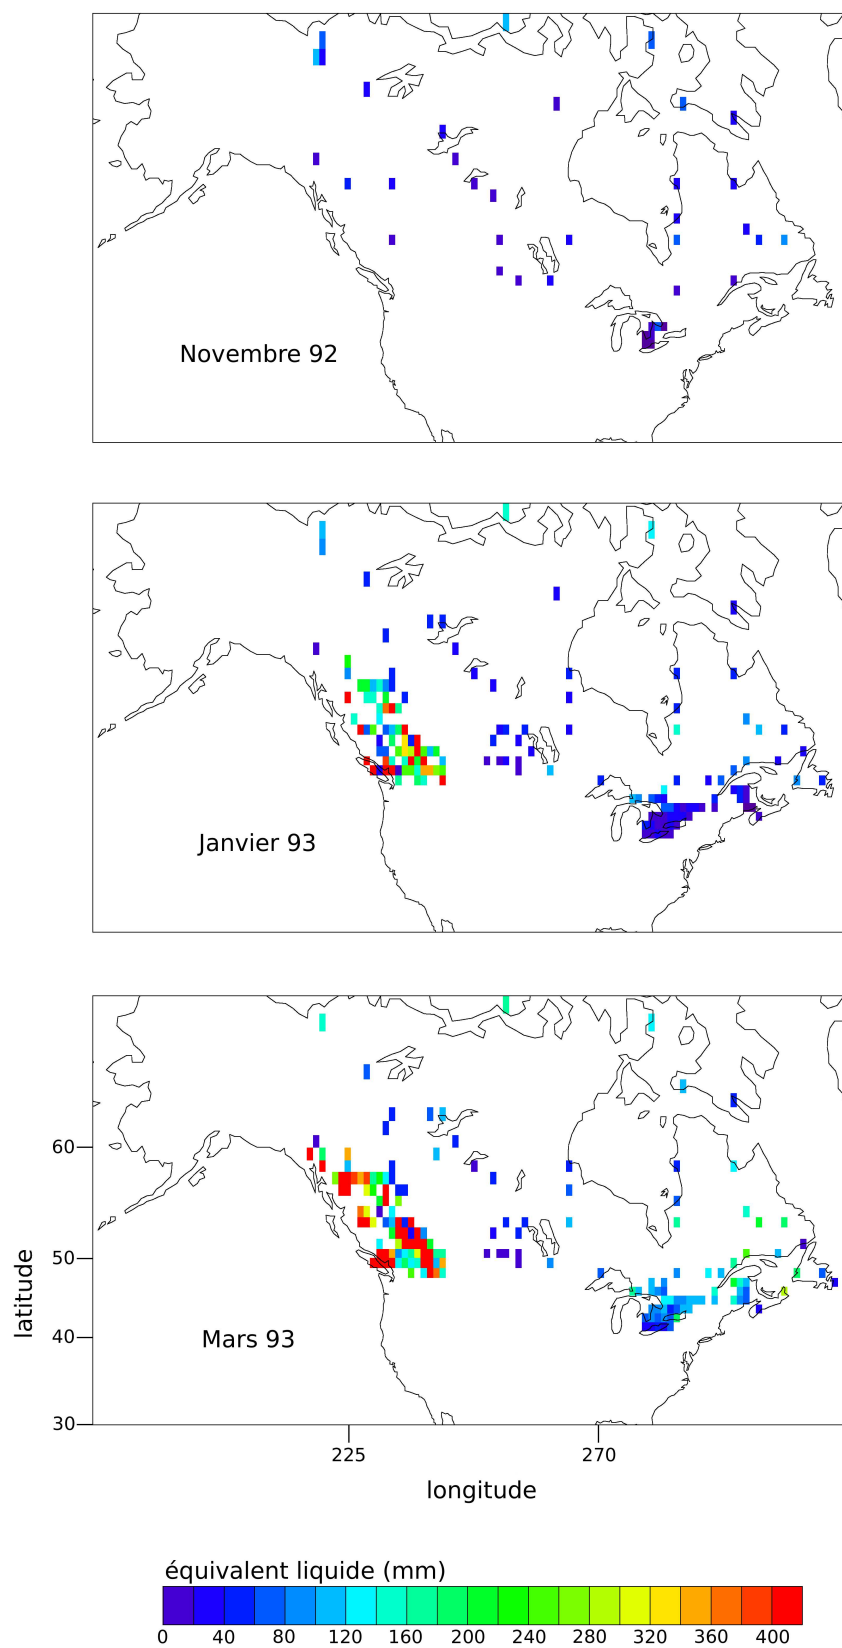 Novembre 92
Janvier 93
60
50
latitude
40
Mars 93
30
225 270
longitude
équivalent liquide (mm)
0 40 80 120 160 200 240 280 320 360 400